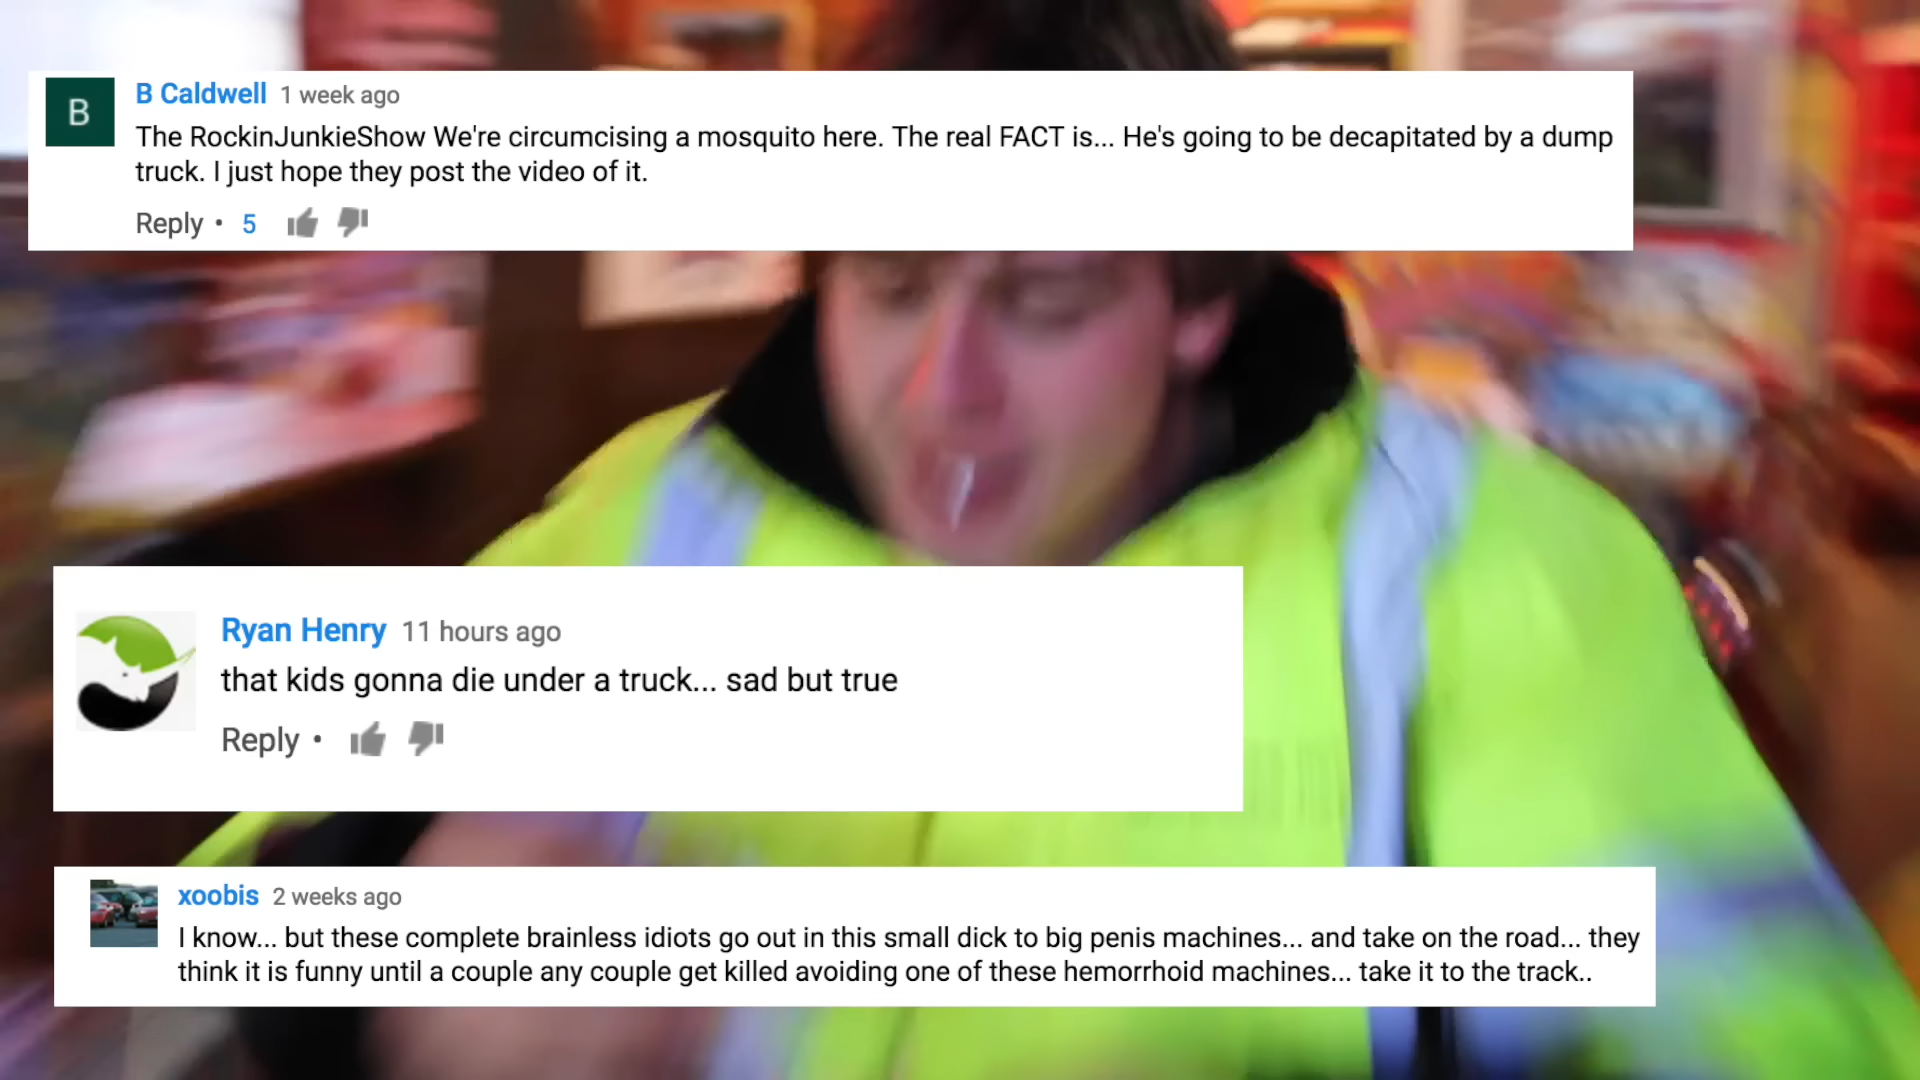 B
B Caldwell 1 week ago
The RockinJunkieShow We're circumcising a mosquito here. The real FACT is... He's going to be decapitated by a dump
truck. I just hope they post the video of it.
Reply • 5
Ryan Henry 11 hours ago
that kids gonna die under a truck... sad but true
Reply •
xoobis 2 weeks ago
I know... but these complete brainless idiots go out in this small dick to big penis machines... and take on the road... they
think it is funny until a couple any couple get killed avoiding one of these hemorrhoid machines... take it to the track..